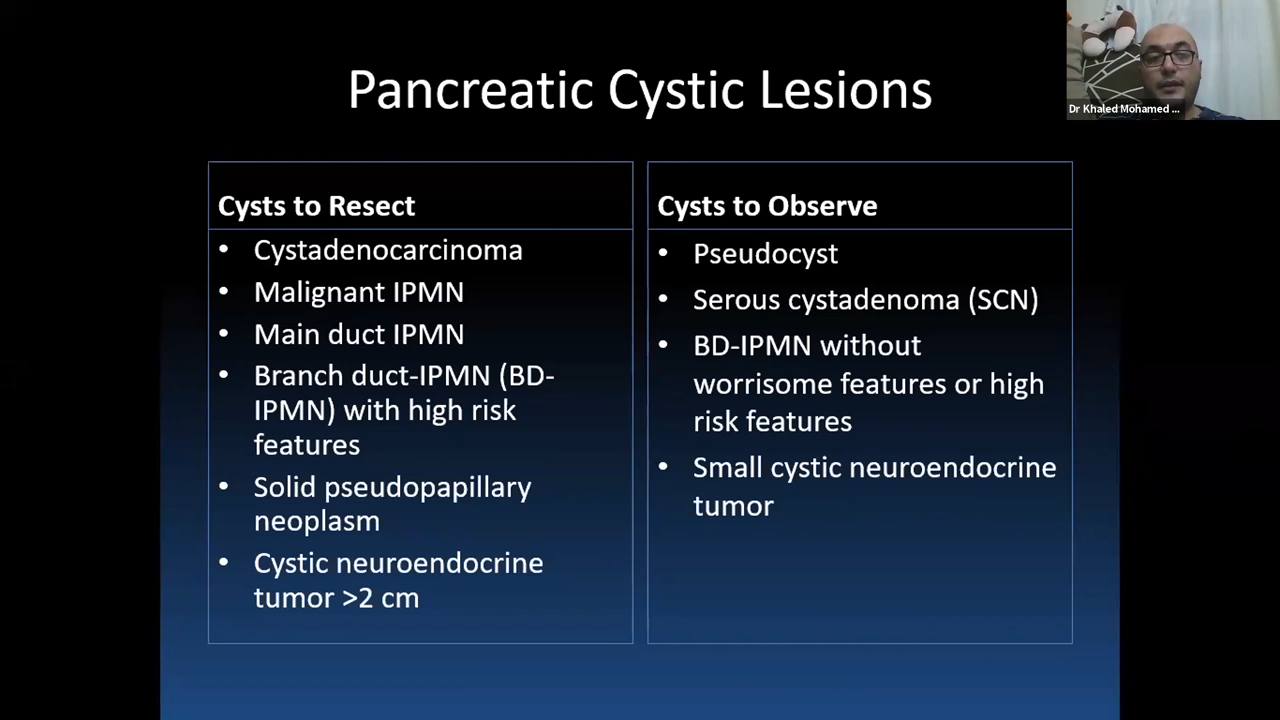 Pancreatic Cystic Lesions
Dr Khaled Mohamed ...
Cysts to Resect
• Cystadenocarcinoma
• Malignant IPMN
• Main duct IPMN
• Branch duct-IPMN (BD-
IPMN) with high risk
features
• Solid pseudopapillary
neoplasm
• Cystic neuroendocrine
tumor >2 cm
Cysts to Observe
• Pseudocyst
• Serous cystadenoma (SCN)
• BD-IPMN without
worrisome features or high
risk features
• Small cystic neuroendocrine
tumor